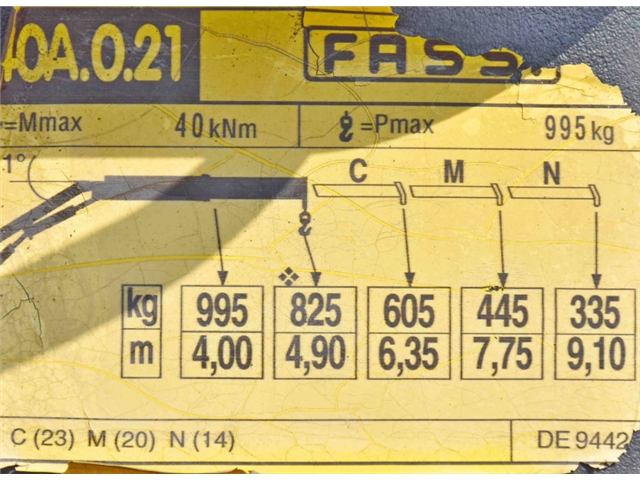 0A.0.21 FASSI
=Mmax 40 kNm =Pmax 995 kg
1°
C M N
kg 995 825 605 445 335
m 4,00 4,90 6,35 7,75 9,10
C (23) M (20) N (14) DE 9442